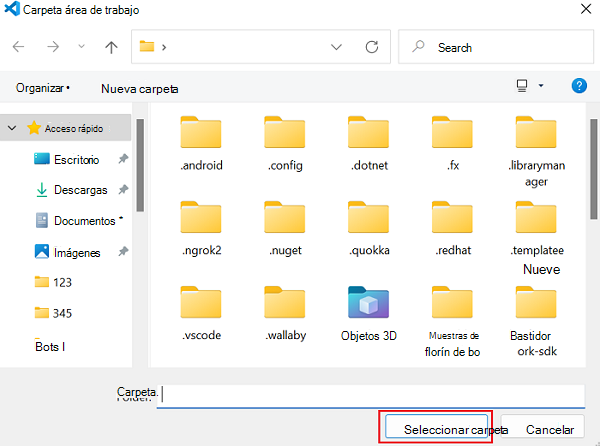 Carpeta área de trabajo
Search
Organizar
Nueva carpeta
Acceso rápido
Escritorio
Descargas
Documentos
Imágenes
123
345
Bots I
.android
.config
.dotnet
.fx
.librarymanager
.ngrok2
.nuget
.quokka
.redhat
.templatee
Nueve
.vscode
.wallaby
Objetos 3D
Muestras de
florín de bo
Bastidor
ork-sdk
Carpeta.
Seleccionar carpeta
Cancelar